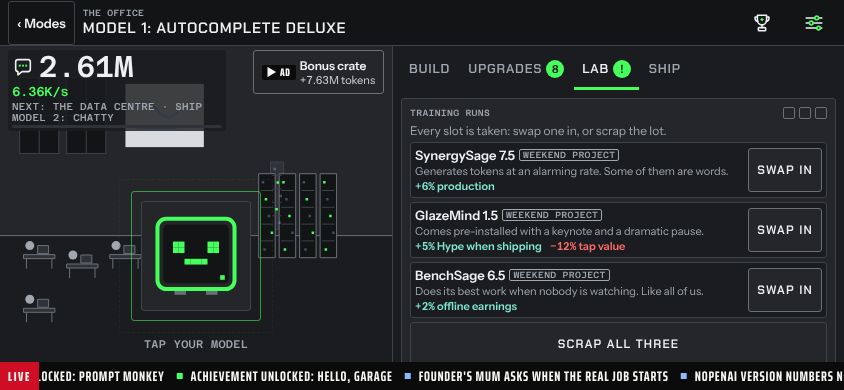 ‹ Modes
THE OFFICE
MODEL 1: AUTOCOMPLETE DELUXE
2.61M
6.36K/s
NEXT: THE DATA CENTRE · SHIP
MODEL 2: CHATTY
▶ AD
Bonus crate
+7.63M tokens
TAP YOUR MODEL
BUILD
UPGRADES 8
LAB !
SHIP
TRAINING RUNS
Every slot is taken: swap one in, or scrap the lot.
SynergySage 7.5 WEEKEND PROJECT
Generates tokens at an alarming rate. Some of them are words.
+6% production
SWAP IN
GlazeMind 1.5 WEEKEND PROJECT
Comes pre-installed with a keynote and a dramatic pause.
+5% Hype when shipping −12% tap value
SWAP IN
BenchSage 6.5 WEEKEND PROJECT
Does its best work when nobody is watching. Like all of us.
+2% offline earnings
SWAP IN
SCRAP ALL THREE
LIVE
LOCKED: PROMPT MONKEY ■ ACHIEVEMENT UNLOCKED: HELLO, GARAGE ■ FOUNDER'S MUM ASKS WHEN THE REAL JOB STARTS ■ NOPENAI VERSION NUMBERS